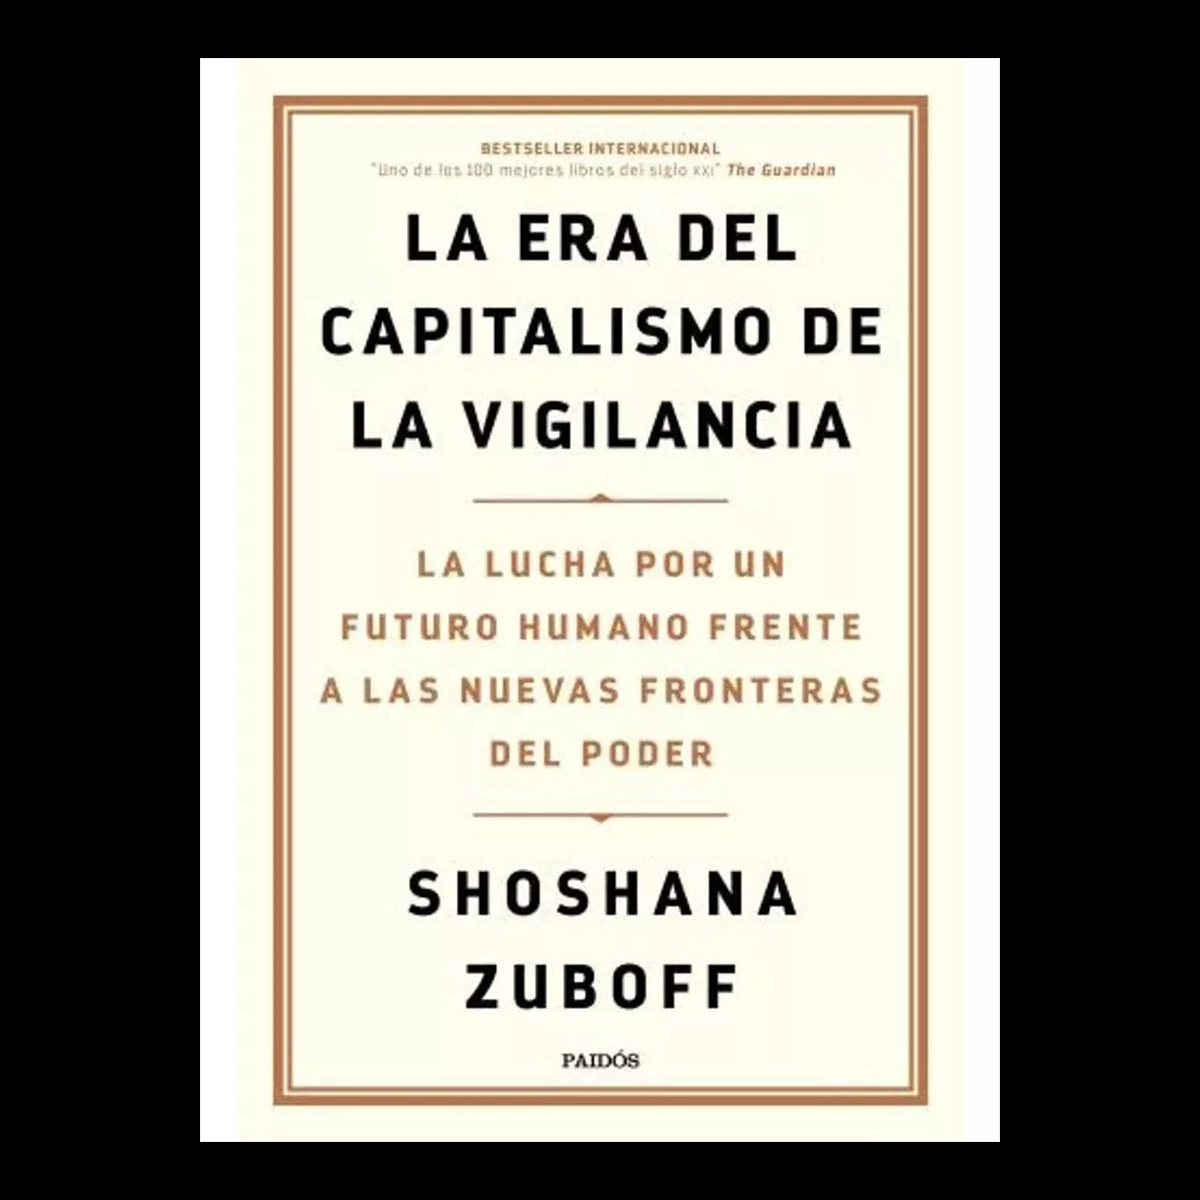 BESTSELLER INTERNACIONAL
"Uno de los 100 mejores libros del siglo XXI" The Guardian
LA ERA DEL
CAPITALISMO DE
LA VIGILANCIA
LA LUCHA POR UN
FUTURO HUMANO FRENTE
A LAS NUEVAS FRONTERAS
DEL PODER
SHOSHANA
ZUBOFF
PAIDÓS